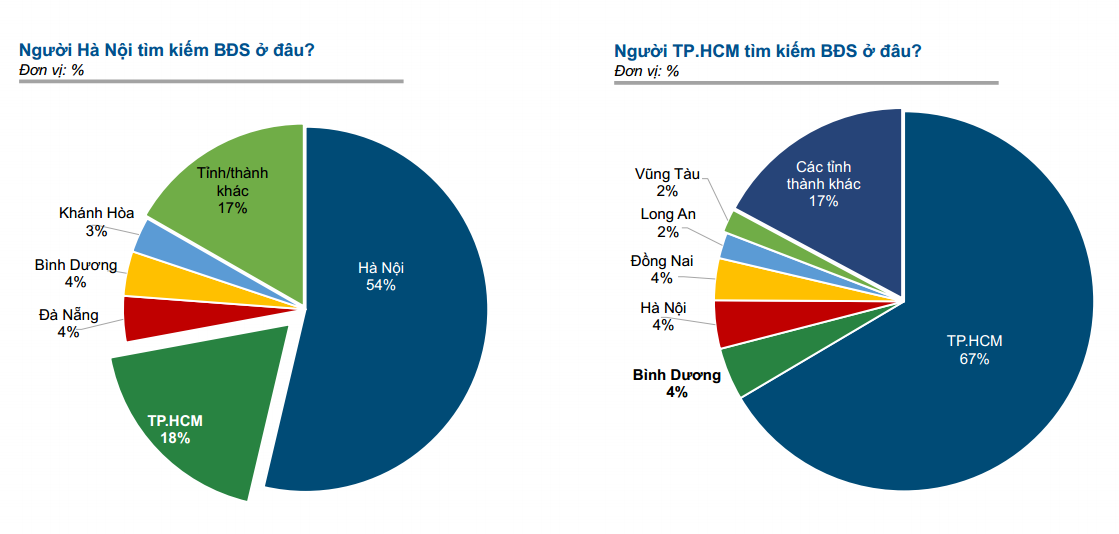 Người Hà Nội tìm kiếm BĐS ở đâu?
Đơn vị: %
Tỉnh/thành
khác
17%
Khánh Hòa
3%
Bình Dương
4%
Đà Nẵng
4%
TP.HCM
18%
Hà Nội
54%
Người TP.HCM tìm kiếm BĐS ở đâu?
Đơn vị: %
Các tỉnh
thành khác
17%
Vũng Tàu
2%
Long An
2%
Đồng Nai
4%
Hà Nội
4%
Bình Dương
4%
TP.HCM
67%